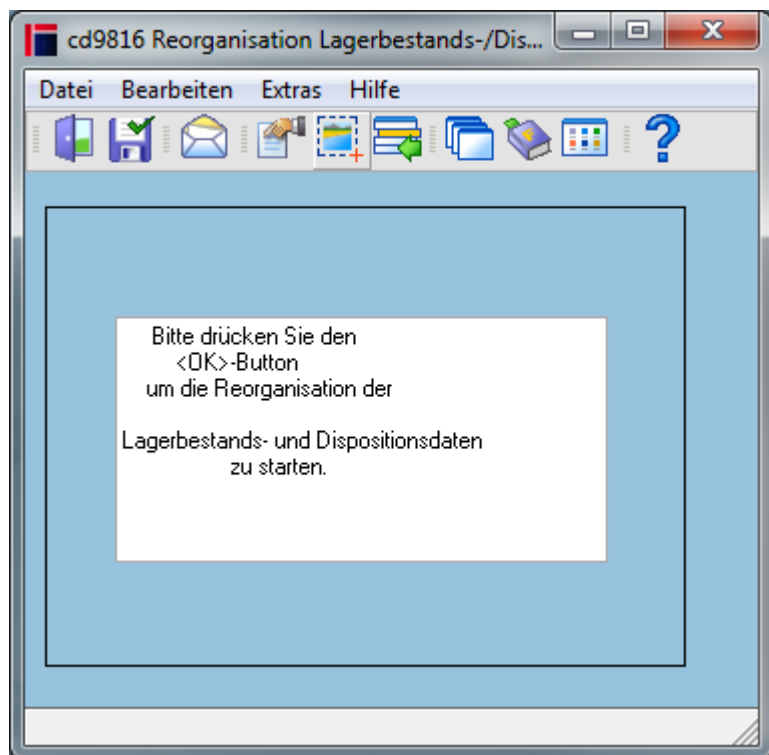 cd9816 Reorganisation Lagerbestands-/Dis...
Datei Bearbeiten Extras Hilfe
Bitte drücken Sie den
<OK>-Button
um die Reorganisation der
Lagerbestands- und Dispositionsdaten
zu starten.